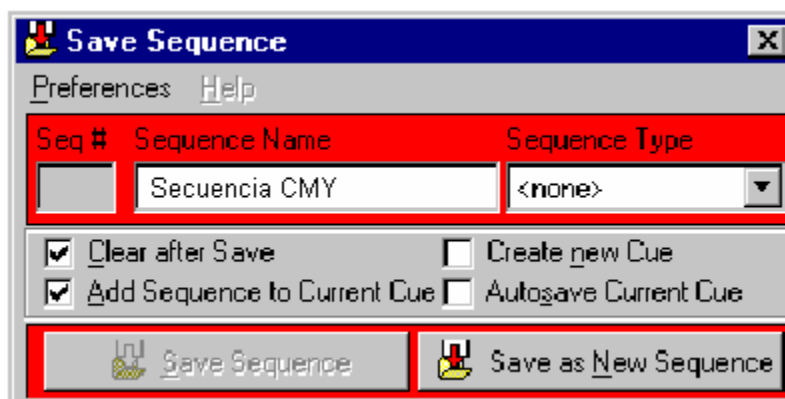 Save Sequence
Preferences Help
Seq # Sequence Name Sequence Type
Secuencia CMY <none>
Clear after Save Create new Cue
Add Sequence to Current Cue Autosave Current Cue
Save Sequence Save as New Sequence